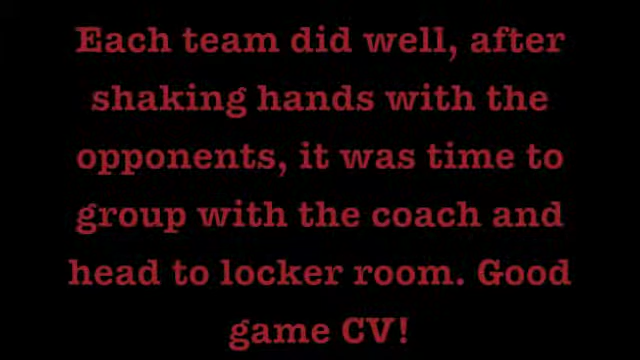 Each team did well, after
shaking hands with the
opponents, it was time to
group with the coach and
head to locker room. Good
game CV!